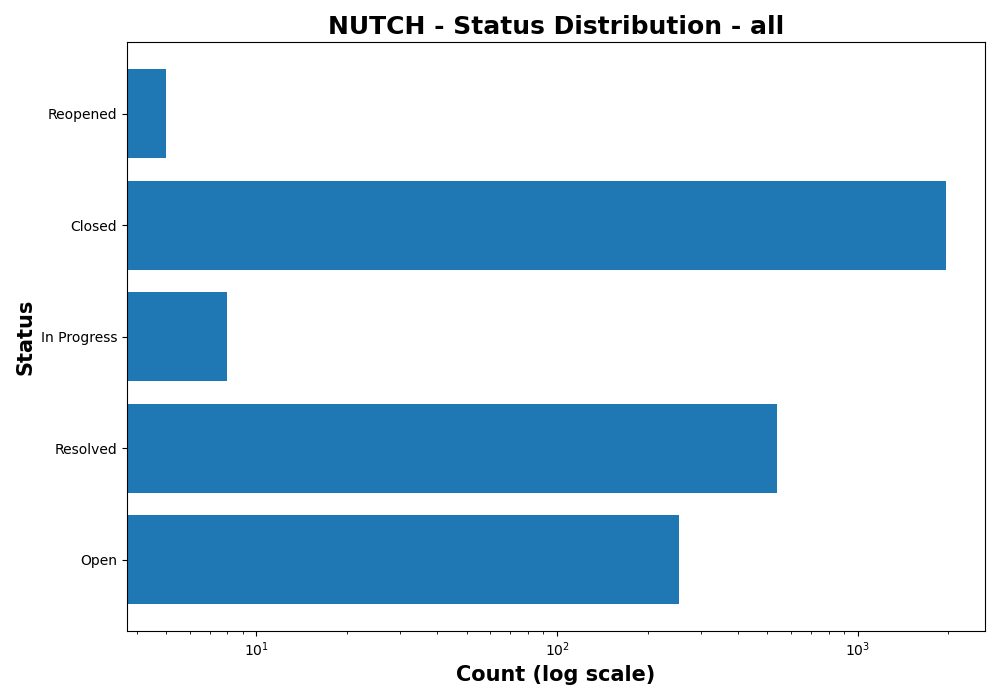 NUTCH - Status Distribution - all
Reopened
Closed
In Progress
Resolved
Open
Status
10¹
10²
10³
Count (log scale)